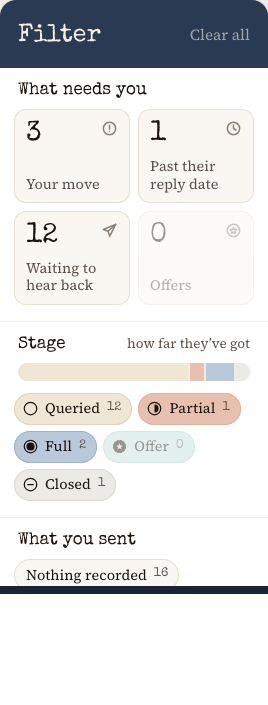 Filter Clear all
What needs you
3 1
Your move Past their
reply date
12 0
Waiting to
hear back Offers
Stage how far they've got
Queried 12 Partial 1
Full 2 Offer 0
Closed 1
What you sent
Nothing recorded 16